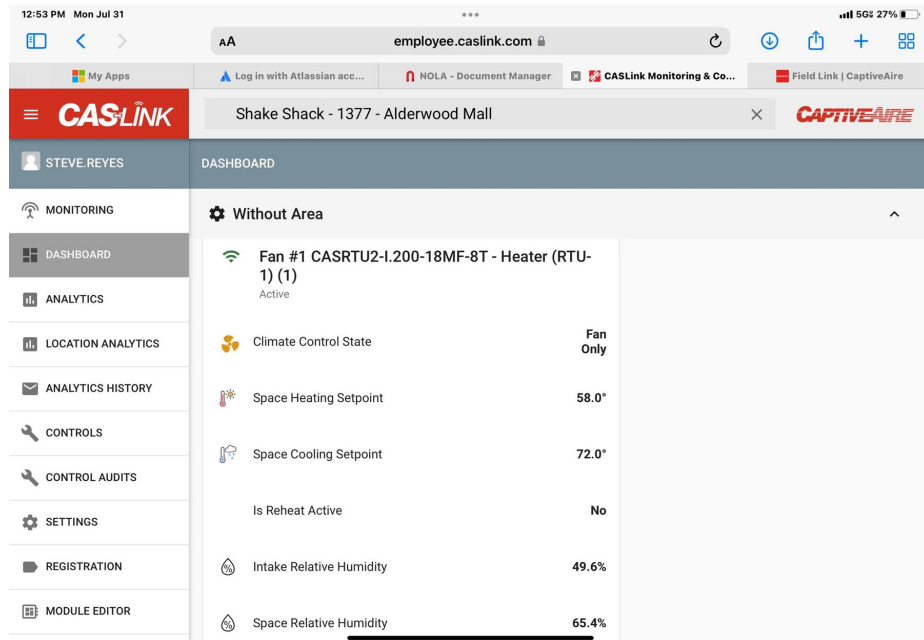 12:53 PM Mon Jul 31
27%
AA
employee.caslink.com
My Apps
Log in with Atlassian acc...
NOLA - Document Manager
CASLink Monitoring & Co...
Field Link | CaptiveAire
CASLINK
Shake Shack - 1377 - Alderwood Mall
CAPTIVEAIRE
STEVE.REYES
DASHBOARD
MONITORING
DASHBOARD
ANALYTICS
LOCATION ANALYTICS
ANALYTICS HISTORY
CONTROLS
CONTROL AUDITS
SETTINGS
REGISTRATION
MODULE EDITOR
Without Area
Fan #1 CASRTU2-I.200-18MF-8T - Heater (RTU-
1) (1)
Active
Climate Control State
Fan
Only
Space Heating Setpoint
58.0°
Space Cooling Setpoint
72.0°
Is Reheat Active
No
% Intake Relative Humidity
49.6%
% Space Relative Humidity
65.4%